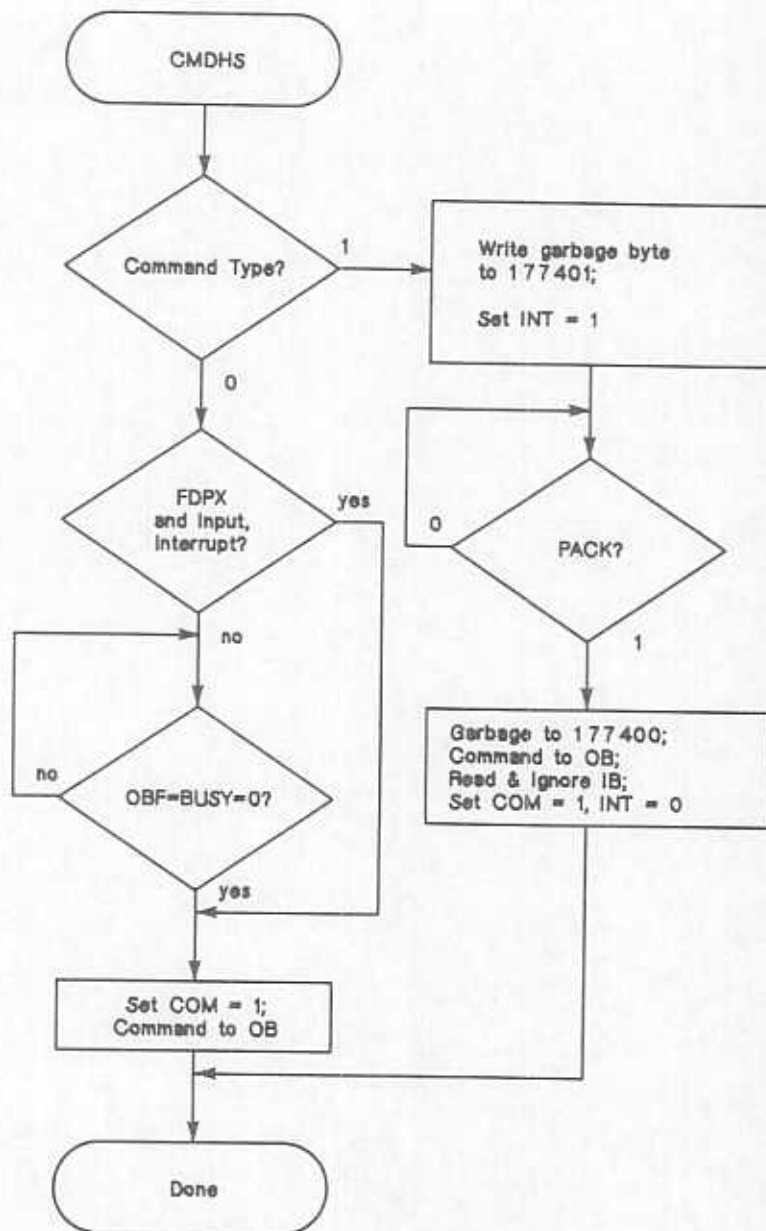 CMDHS
Command Type?
1
Write garbage byte
to 177401;
Set INT = 1
0
FDPX
and Input,
Interrupt?
yes
0
PACK?
no
1
no
OBF=BUSY=0?
Garbage to 177400;
Command to OB;
Read & Ignore IB;
Set COM = 1, INT = 0
yes
Set COM = 1;
Command to OB
Done